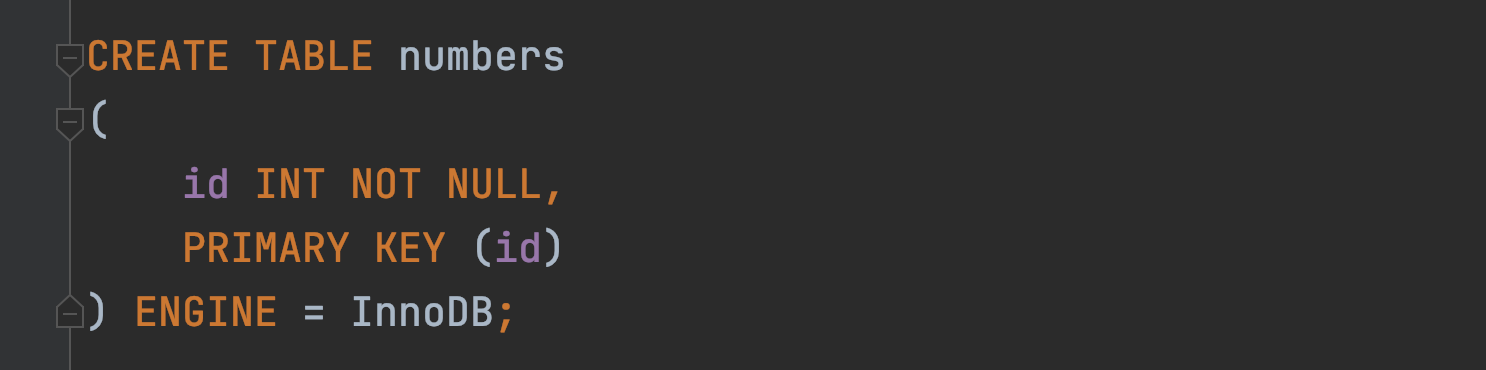 CREATE TABLE numbers
(
    id INT NOT NULL,
    PRIMARY KEY (id)
) ENGINE = InnoDB;